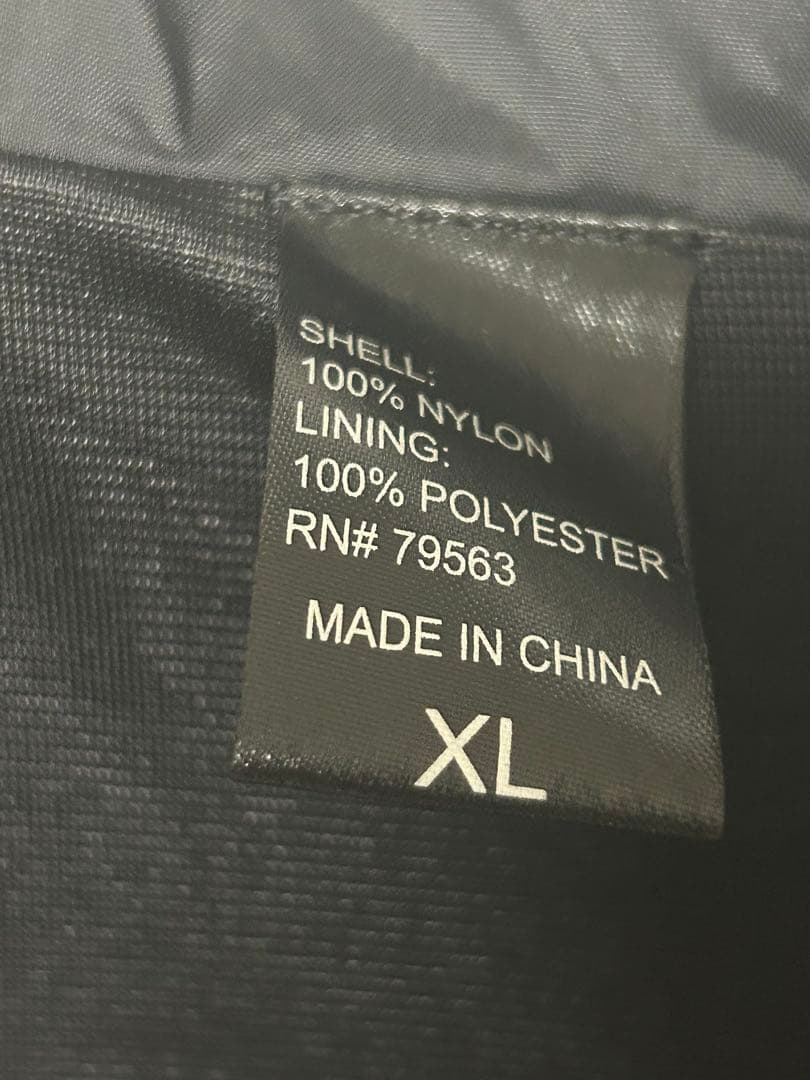 SHELL:
100% NYLON
LINING:
100% POLYESTER
RN# 79563
MADE IN CHINA
XL